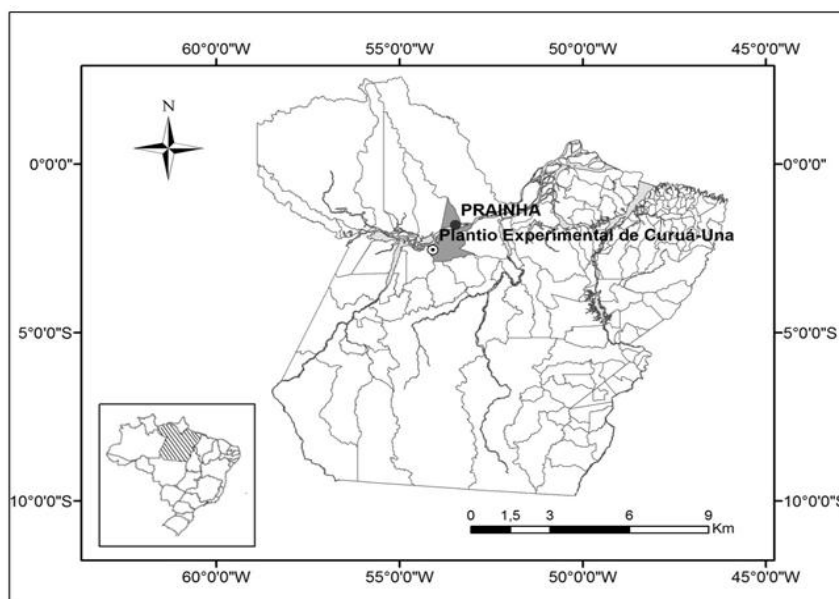 60°0'0"W 55°0'0"W 50°0'0"W 45°0'0"W
N
0°0'0" 0°0'0"
PRAINHA
Plantio Experimental de Curuá-Una
5°0'0"S 5°0'0"S
10°0'0"S 10°0'0"S
0 1,5 3 6 9
Km
60°0'0"W 55°0'0"W 50°0'0"W 45°0'0"W